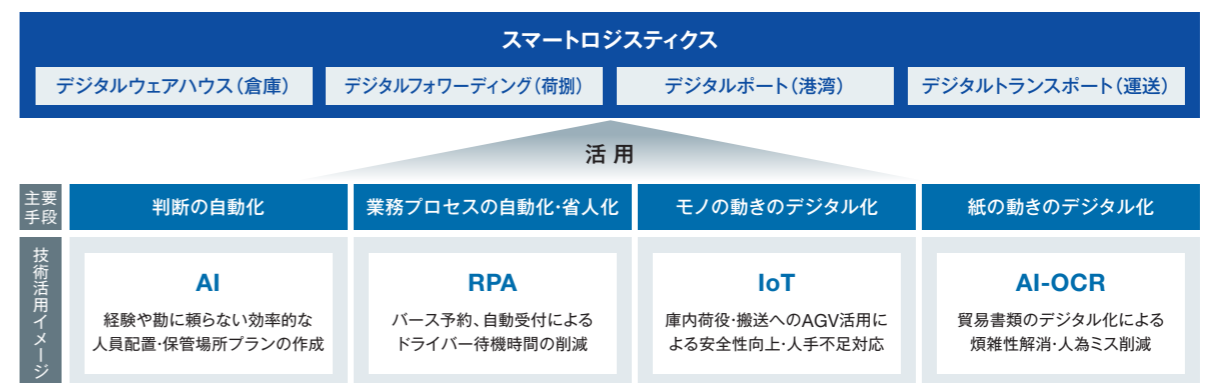 スマートロジスティクス
デジタルウェアハウス(倉庫)
デジタルフォワーディング(荷捌)
デジタルポート(港湾)
デジタルトランスポート(運送)
活用
主要
手段
判断の自動化
業務プロセスの自動化・省人化
モノの動きのデジタル化
紙の動きのデジタル化
技術活用イメージ
AI
経験や勘に頼らない効率的な
人員配置・保管場所プランの作成
RPA
バース予約、自動受付による
ドライバー待機時間の削減
IoT
庫内荷役・搬送へのAGV活用に
よる安全性向上・人手不足対応
AI-OCR
貿易書類のデジタル化による
煩雑性解消・人為ミス削減